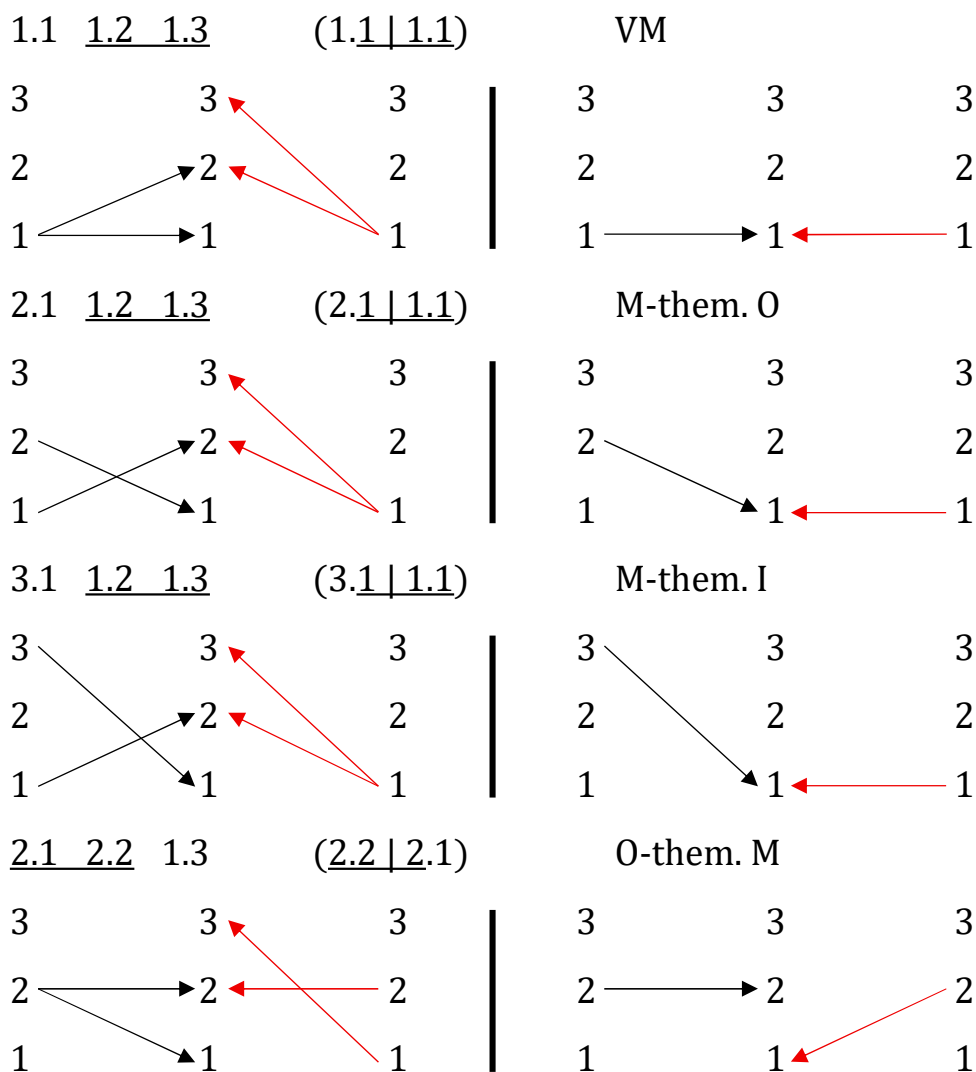 1.1 1.2 1.3 (1.1 | 1.1) VM
3 3 3 3 3 3
2 2 2 2 2 2
1 1 1 1 1 1
2.1 1.2 1.3 (2.1 | 1.1) M-them. O
3 3 3 3 3 3
2 2 2 2 2 2
1 1 1 1 1 1
3.1 1.2 1.3 (3.1 | 1.1) M-them. I
3 3 3 3 3 3
2 2 2 2 2 2
1 1 1 1 1 1
2.1 2.2 1.3 (2.2 | 2.1) O-them. M
3 3 3 3 3 3
2 2 2 2 2 2
1 1 1 1 1 1